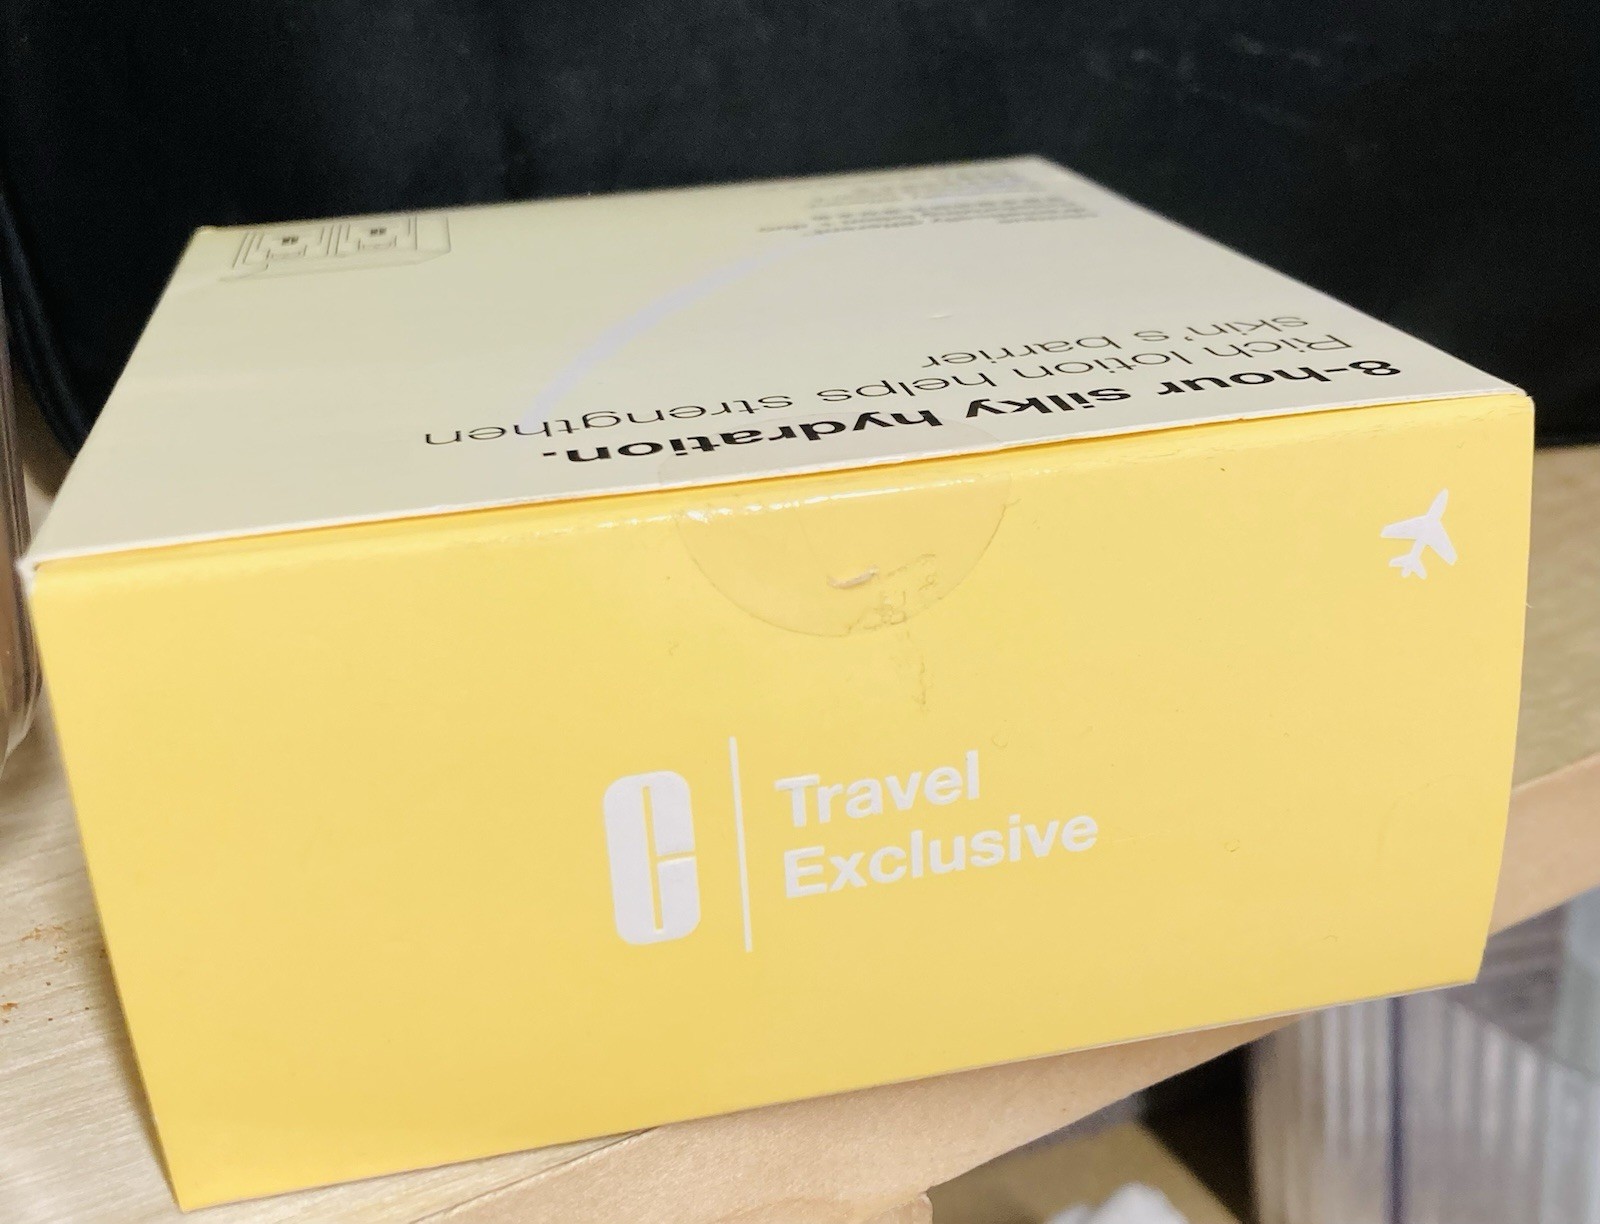 8-hour silky hydration.
Rich lotion helps strengthen
skin's barrier
C
Travel
Exclusive